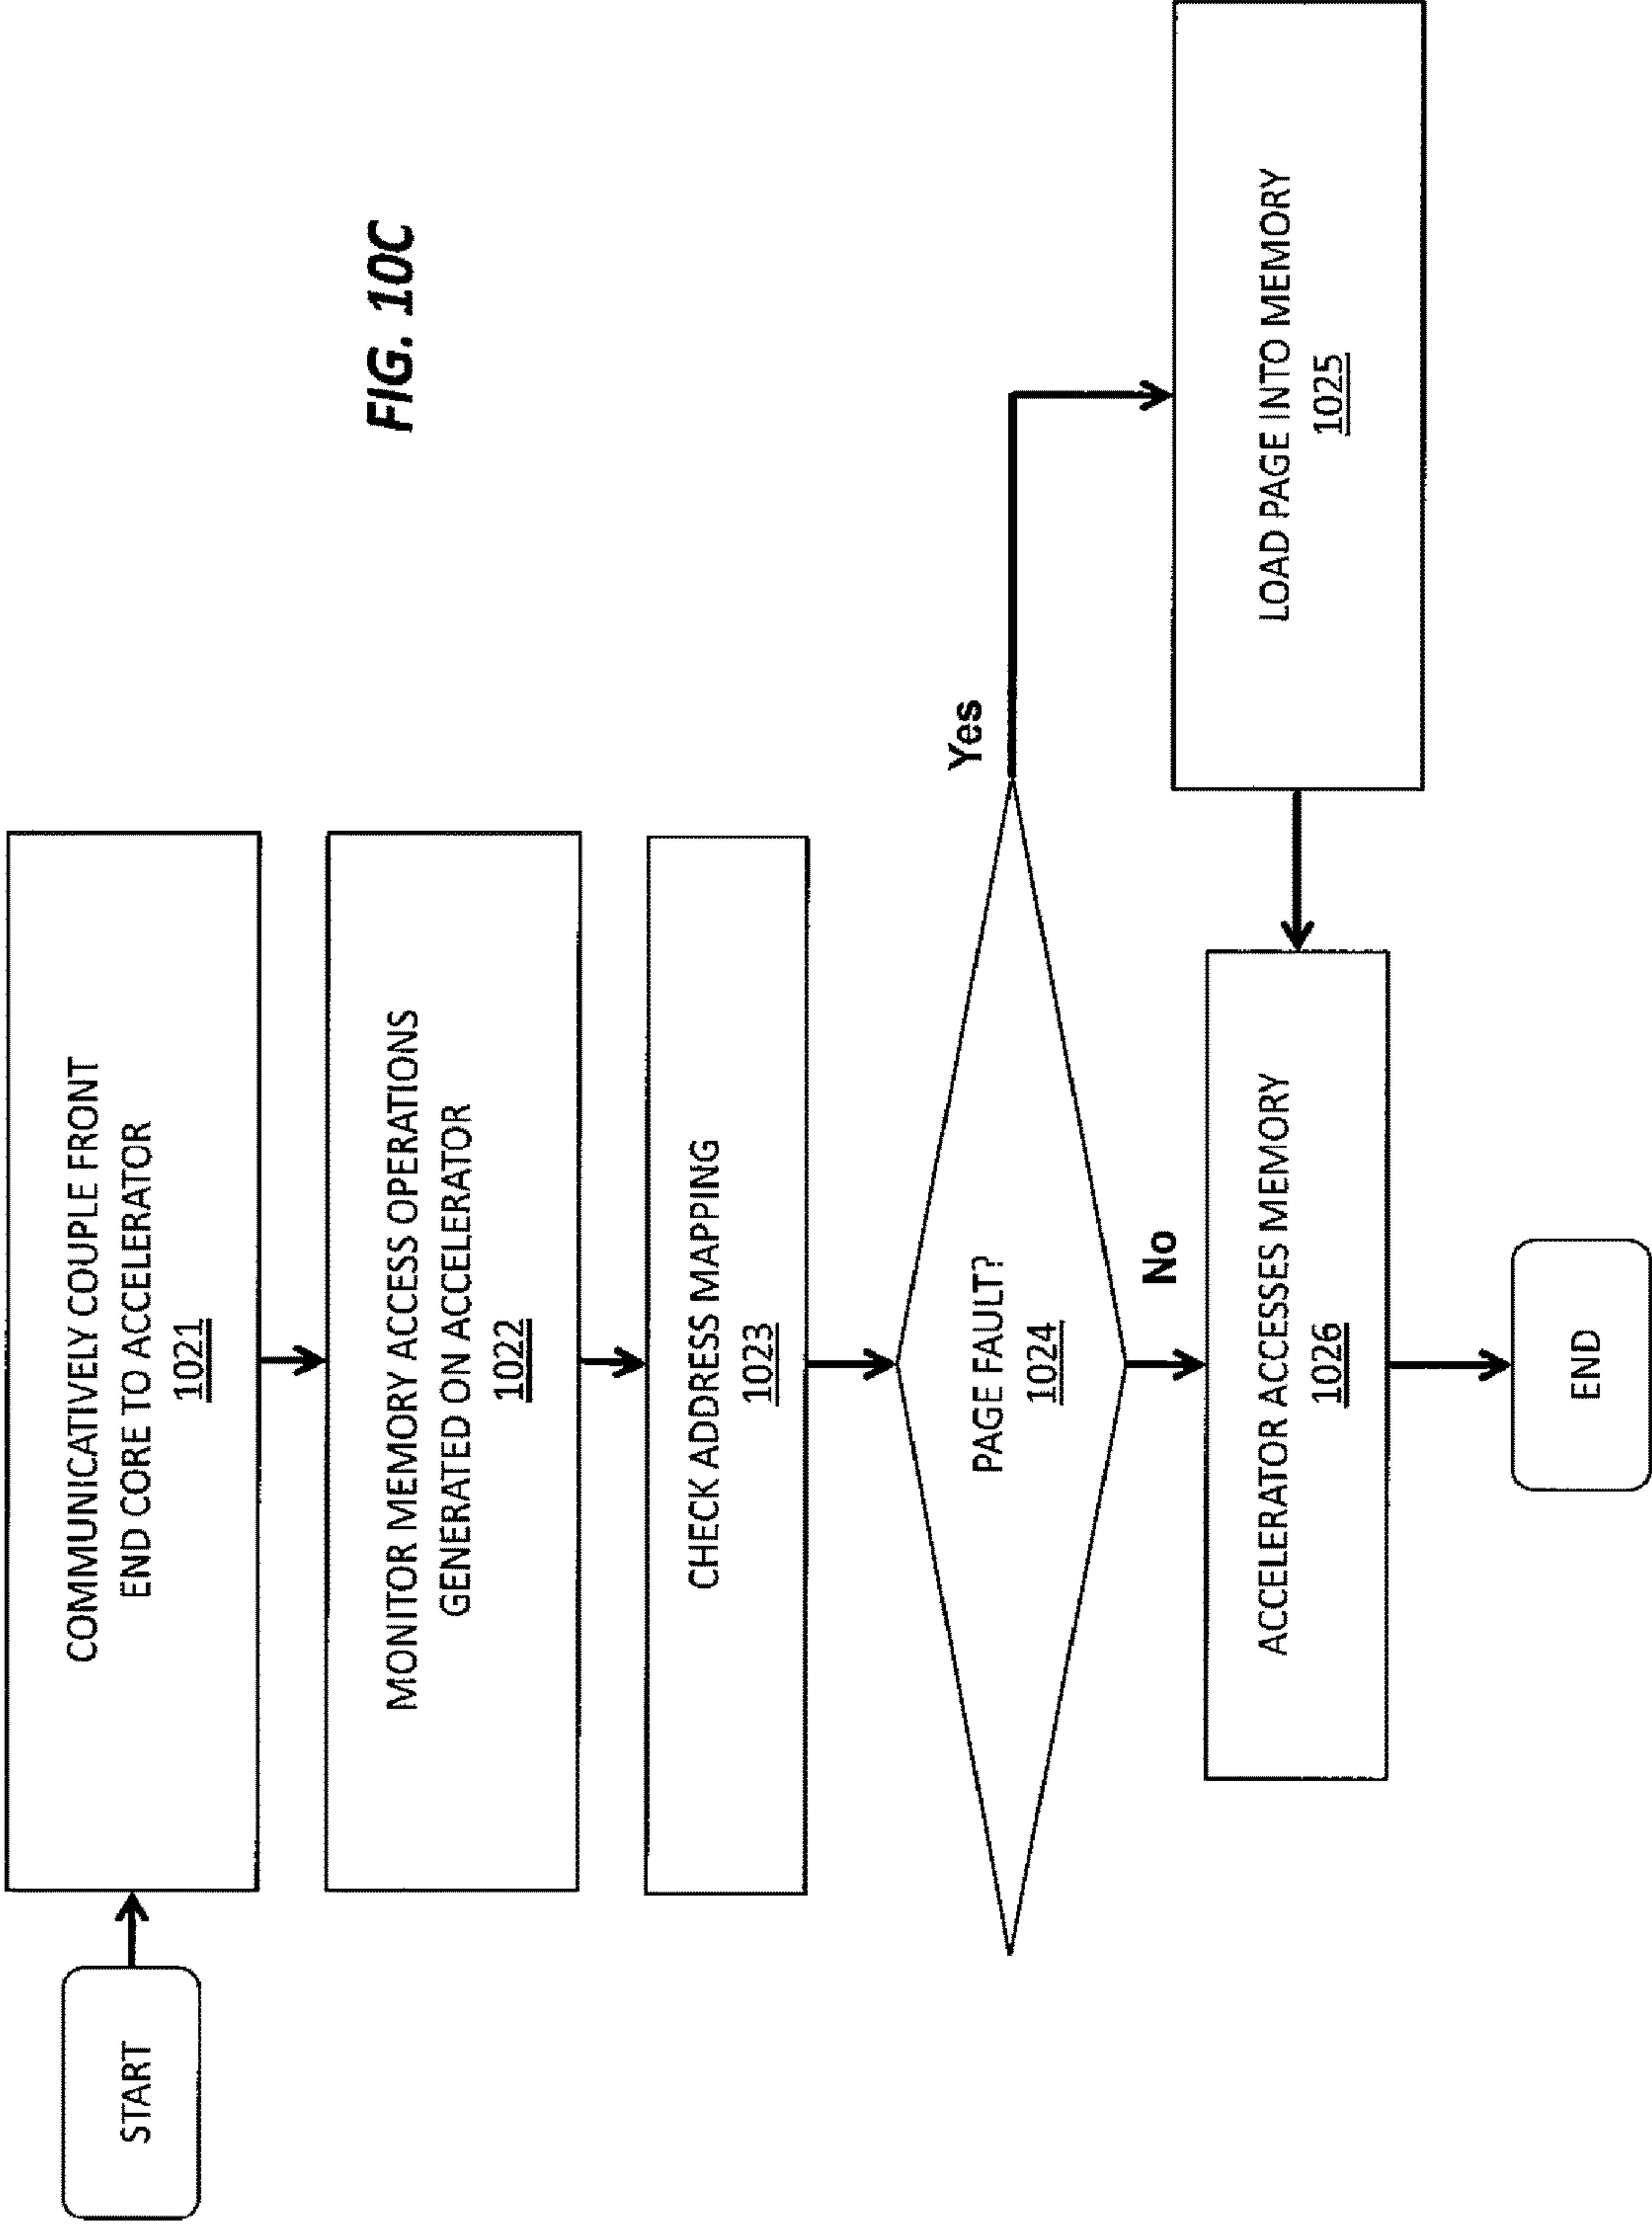 START
COMMUNICATIVELY COUPLE FRONT
END CORE TO ACCELERATOR
1021
MONITOR MEMORY ACCESS OPERATIONS
GENERATED ON ACCELERATOR
1022
CHECK ADDRESS MAPPING
1023
PAGE FAULT?
1024
Yes
No
LOAD PAGE INTO MEMORY
1025
ACCELERATOR ACCESSES MEMORY
1026
END
FIG. 10C